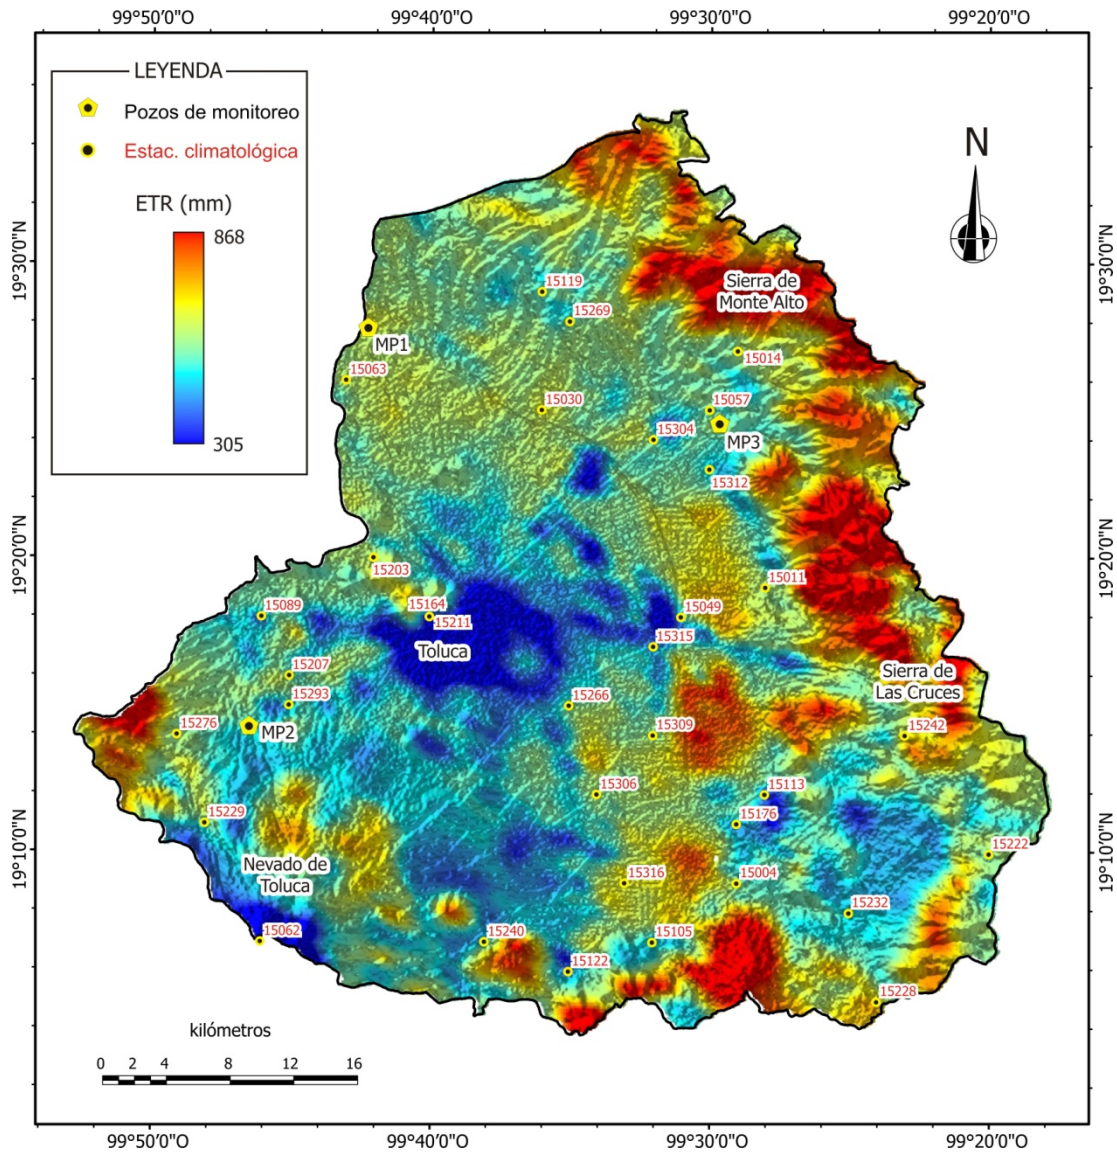 99°50'0"O
99°40'0"O
99°30'0"O
99°20'0"O
LEYENDA
Pozos de monitoreo
Estac. climatológica
ETR (mm)
868
305
N
19°30'0"N
19°30'0"N
15119
Sierra de
Monte Alto
15269
MP1
15014
15063
15030
15057
15304
MP3
15312
19°20'0"N
19°20'0"N
15203
15011
15089
15164
15211
15049
Toluca
15315
15207
Sierra de
Las Cruces
15293
15266
15276
MP2
15309
15242
15306
15113
15229
15176
19°10'0"N
19°10'0"N
15222
Nevado de
Toluca
15316
15004
15232
15062
15240
15105
15122
15228
kilómetros
0 2 4 8 12 16
99°50'0"O
99°40'0"O
99°30'0"O
99°20'0"O